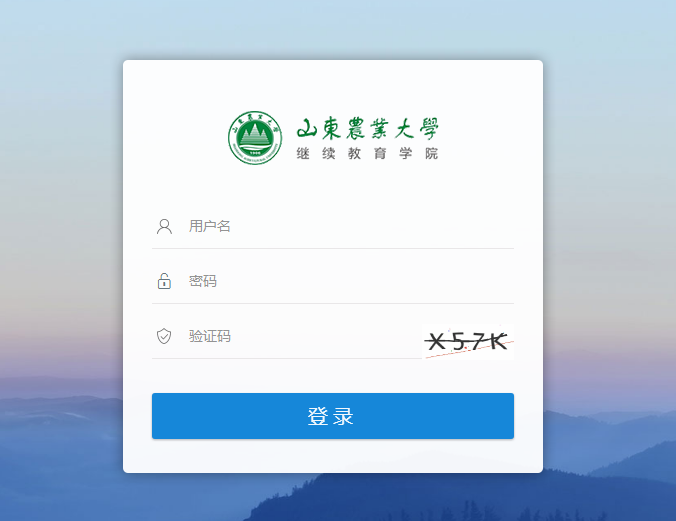 山東農業大學
继续教育学院
用户名
密码
验证码
X57K
登录